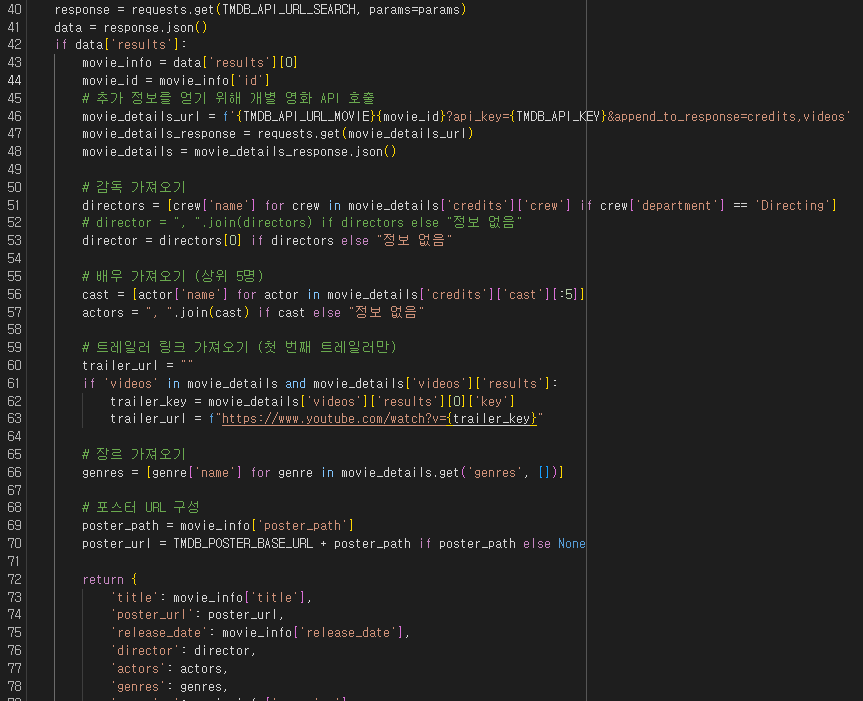 40 response = requests.get(TMDB_API_URL_SEARCH, params=params)
41 data = response.json()
42 if data['results']:
43 movie_info = data['results'][0]
44 movie_id = movie_info['id']
45 # 추가 정보를 얻기 위해 개별 영화 API 호출
46 movie_details_url = f'{TMDB_API_URL_MOVIE}{movie_id}?api_key={TMDB_API_KEY}&append_to_response=credits,videos'
47 movie_details_response = requests.get(movie_details_url)
48 movie_details = movie_details_response.json()
49
50 # 감독 가져오기
51 directors = [crew['name'] for crew in movie_details['credits']['crew'] if crew['department'] == 'Directing']
52 # director = ", ".join(directors) if directors else "정보 없음"
53 director = directors[0] if directors else "정보 없음"
54
55 # 배우 가져오기 (상위 5명)
56 cast = [actor['name'] for actor in movie_details['credits']['cast'][:5]]
57 actors = ", ".join(cast) if cast else "정보 없음"
58
59 # 트레일러 링크 가져오기 (첫 번째 트레일러만)
60 trailer_url = ""
61 if 'videos' in movie_details and movie_details['videos']['results']:
62 trailer_key = movie_details['videos']['results'][0]['key']
63 trailer_url = f"https://www.youtube.com/watch?v={trailer_key}"
64
65 # 장르 가져오기
66 genres = [genre['name'] for genre in movie_details.get('genres', [])]
67
68 # 포스터 URL 구성
69 poster_path = movie_info['poster_path']
70 poster_url = TMDB_POSTER_BASE_URL + poster_path if poster_path else None
71
72 return {
73 'title': movie_info['title'],
74 'poster_url': poster_url,
75 'release_date': movie_info['release_date'],
76 'director': director,
77 'actors': actors,
78 'genres': genres,